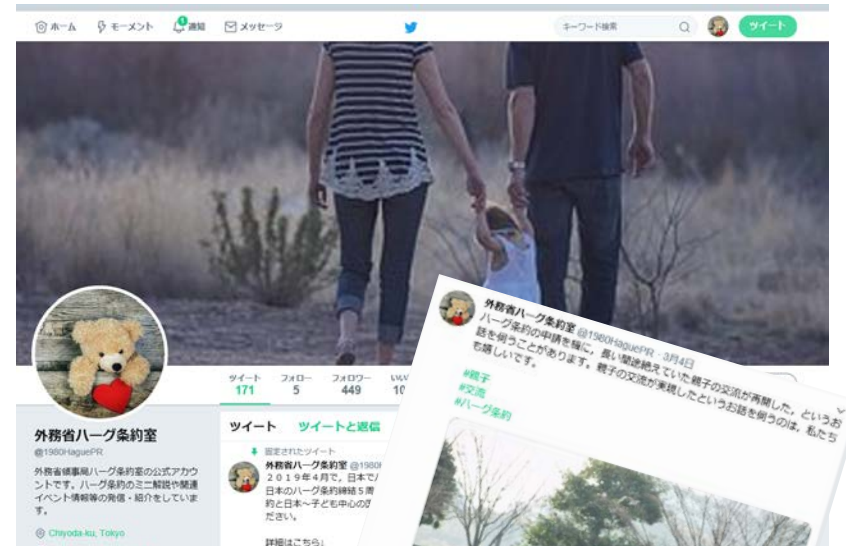 ホーム
モーメント
1
通知
メッセージ
キーワード検索
ツイート
外務省ハーグ条約室 @1980HaguePR · 3月4日
ハーグ条約の申請を機に，長い間途絶えていた親子の交流が再開した，というお
話を伺うことがあります。親子の交流が実現したというお話を伺うのは，私たち
も嬉しいです。
#親子
#交流
#ハーグ条約
ツイート
171
フォロー
5
フォロワー
449
10
外務省ハーグ条約室
@1980HaguePR
外務省領事局ハーグ条約室の公式アカウ
ントです。ハーグ条約のミニ解説や関連
イベント情報等の発信・紹介をしていま
す。
Chiyoda-ku, Tokyo
ツイート
ツイートと返信
固定されたツイート
外務省ハーグ条約室 @1980H
２０１９年4月で，日本で
日本のハーグ条約締結５周
約と日本～子ども中心の
ださい。
詳細はこちら↓